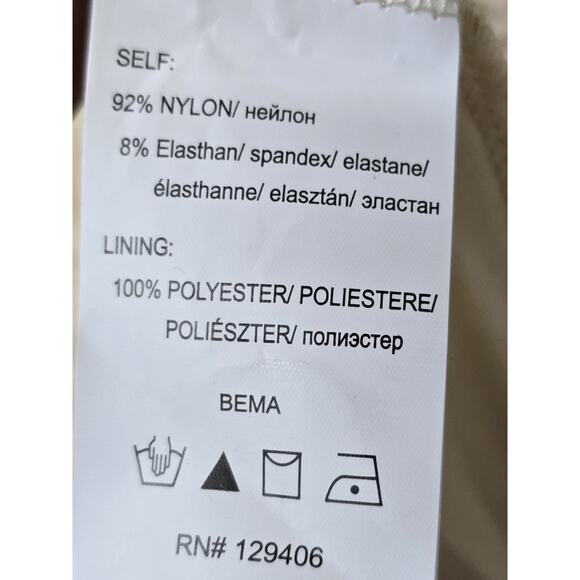 SELF:
92% NYLON/ нейлон
8% Elasthan/ spandex/ elastane/
élasthanne/ elasztán/ эластан
LINING:
100% POLYESTER/ POLIESTERE/
POLIÉSZTER/ полиэстер
BEMA
RN# 129406